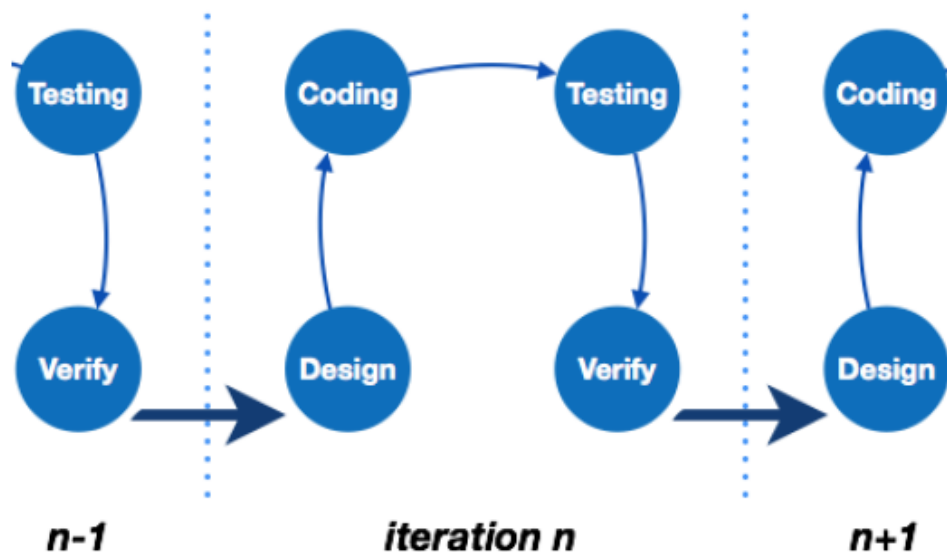 Testing
Coding
Testing
Coding
Verify
Design
Verify
Design
n-1
iteration n
n+1